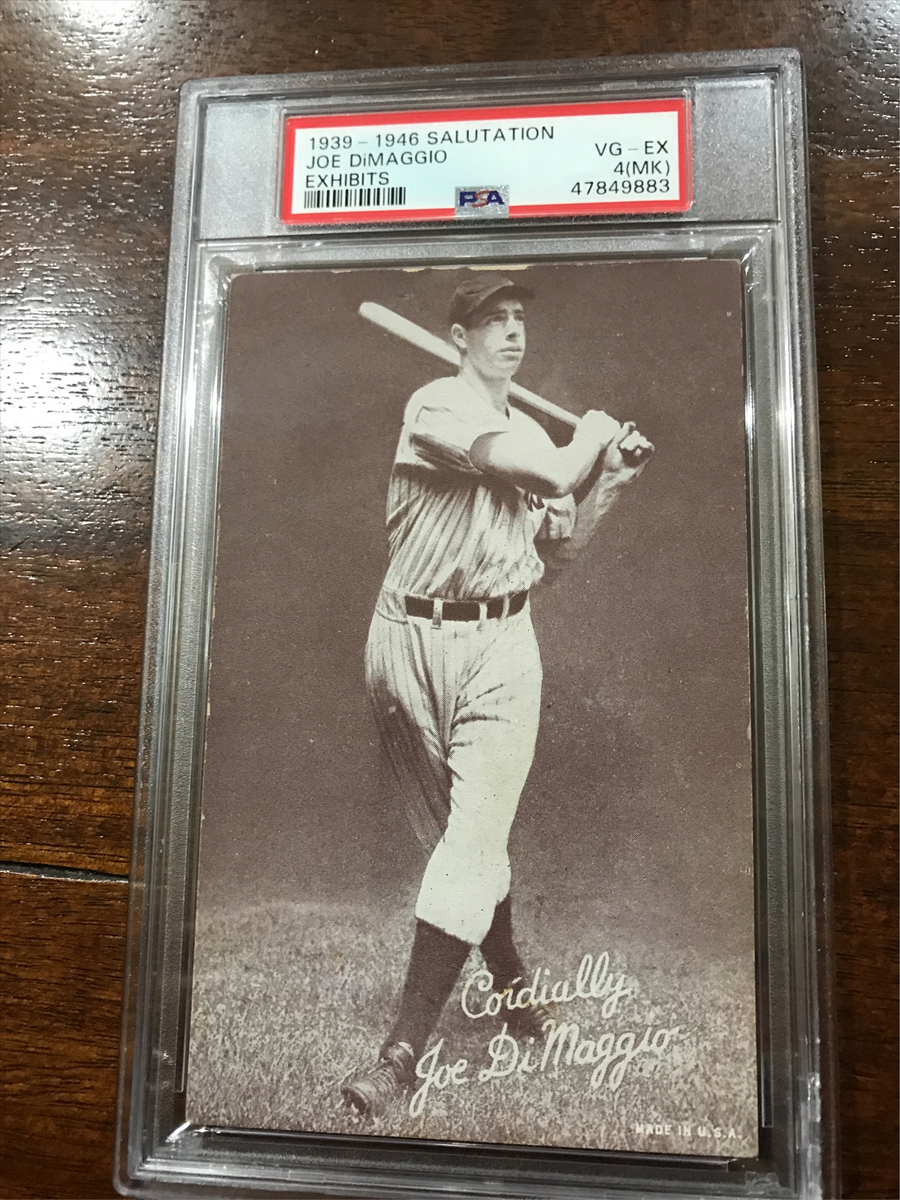 1939 - 1946 SALUTATION
JOE DiMAGGIO
EXHIBITS
VG - EX
4(MK)
47849883
PSA
Cordially
Joe DiMaggio
MADE IN U.S.A.